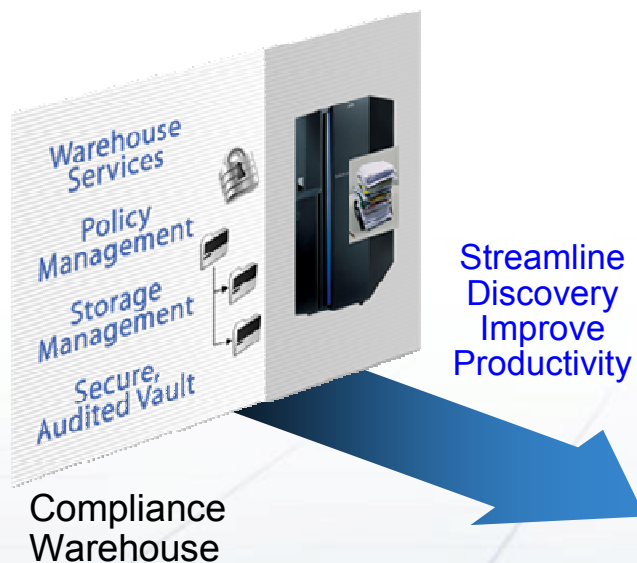 Warehouse
Services
Policy
Management
Storage
Management
Secure,
Audited Vault
Streamline
Discovery
Improve
Productivity
Compliance
Warehouse